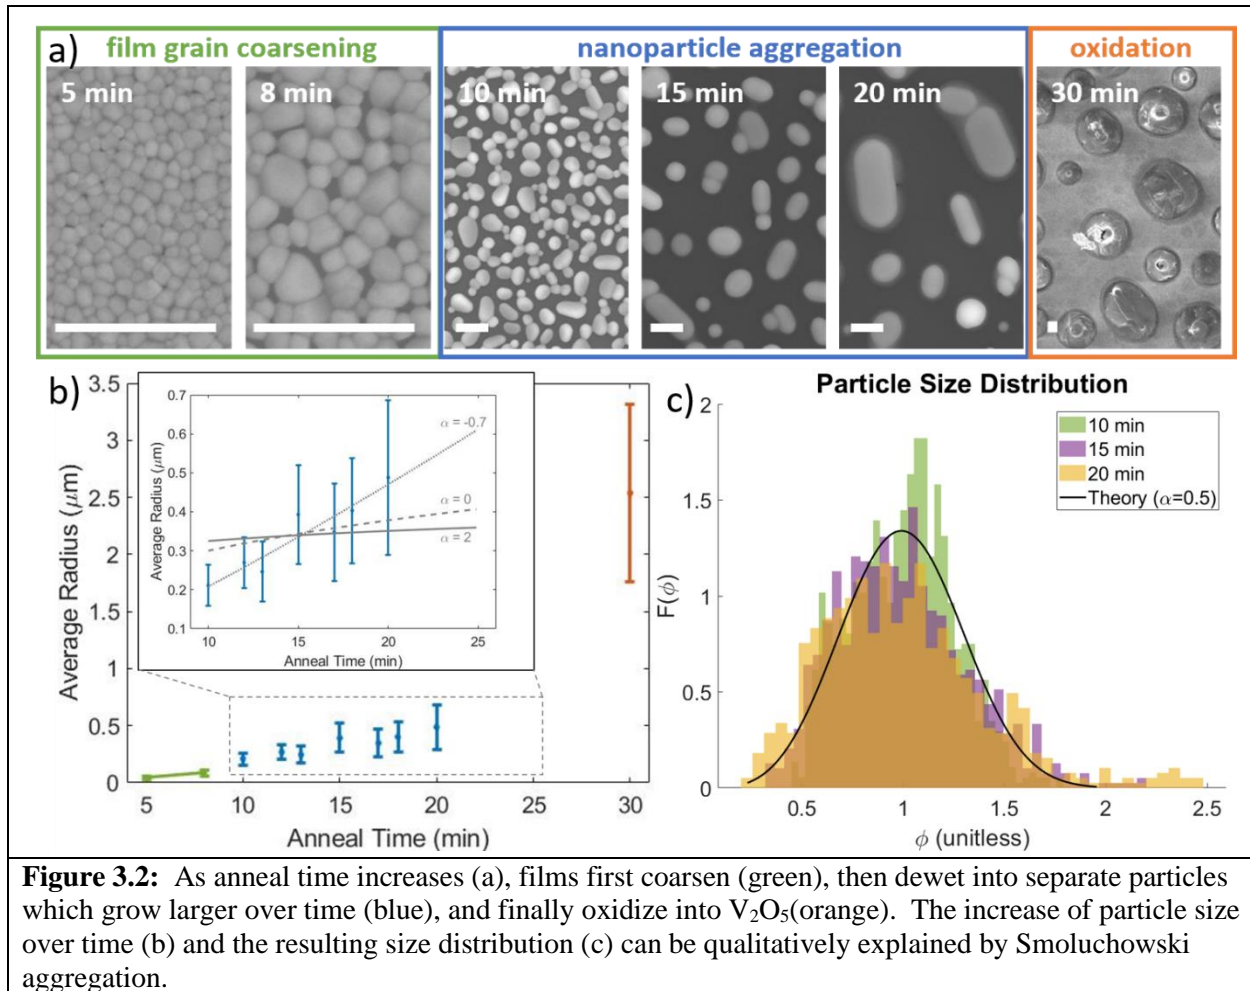 a)
film grain coarsening
nanoparticle aggregation
oxidation
5 min
8 min
10 min
15 min
20 min
30 min
b)
3.5
3
2.5
2
1.5
1
0.5
0
Average Radius (μm)
5
10
15
20
25
30
Anneal Time (min)
0.7
0.6
0.5
0.4
0.3
0.2
0.1
Average Radius (μm)
10
15
20
25
Anneal Time (min)
α = -0.7
α = 0
α = 2
c)
Particle Size Distribution
2
1.5
1
0.5
0
F(ϕ)
0.5
1
1.5
2
2.5
ϕ (unitless)
10 min
15 min
20 min
Theory (α=0.5)
Figure 3.2: As anneal time increases (a), films first coarsen (green), then dewet into separate particles
which grow larger over time (blue), and finally oxidize into V₂O₅(orange). The increase of particle size
over time (b) and the resulting size distribution (c) can be qualitatively explained by Smoluchowski
aggregation.